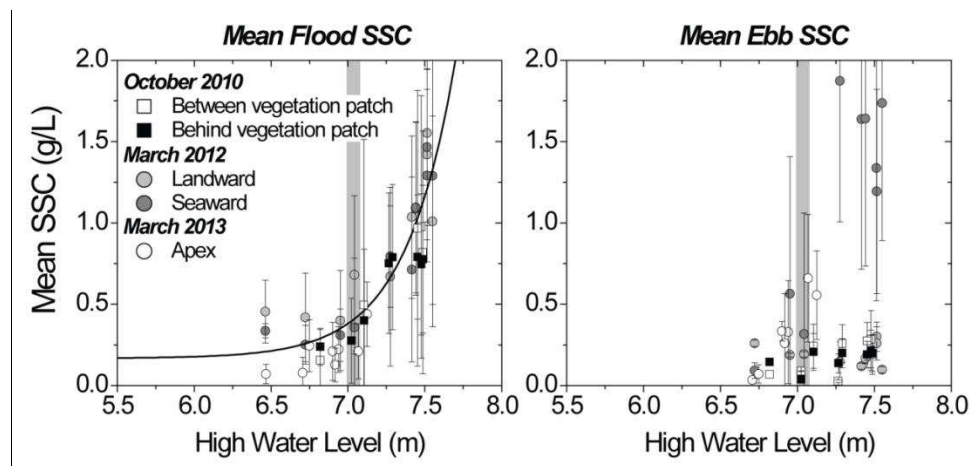 Mean Flood SSC
Mean SSC (g/L)
2.0
1.5
1.0
0.5
0.0
October 2010
Between vegetation patch
Behind vegetation patch
March 2012
Landward
Seaward
March 2013
Apex
5.5 6.0 6.5 7.0 7.5 8.0
High Water Level (m)
Mean Ebb SSC
2.0
1.5
1.0
0.5
0.0
5.5 6.0 6.5 7.0 7.5 8.0
High Water Level (m)